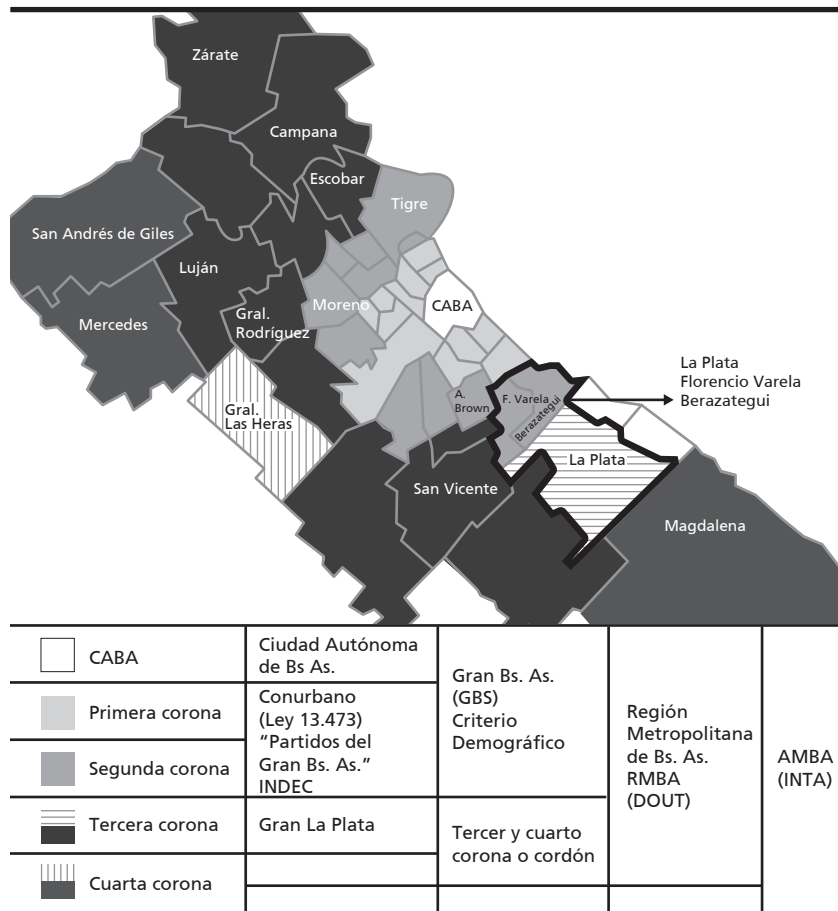 Zárate
Campana
Escobar
Tigre
San Andrés de Giles
Luján
Moreno
CABA
Mercedes
Gral.
Rodríguez
La Plata
Florencio Varela
Berazategui
Gral.
Las Heras
A.
Brown
F. Varela
Berazategui
La Plata
San Vicente
Magdalena
CABA
Ciudad Autónoma
de Bs As.
Gran Bs. As.
(GBS)
Criterio
Demográfico
Región
Metropolitana
de Bs. As.
RMBA
(DOUT)
AMBA
(INTA)
Primera corona
Conurbano
(Ley 13.473)
"Partidos del
Gran Bs. As."
INDEC
Segunda corona
Tercera corona
Gran La Plata
Tercer y cuarto
corona o cordón
Cuarta corona